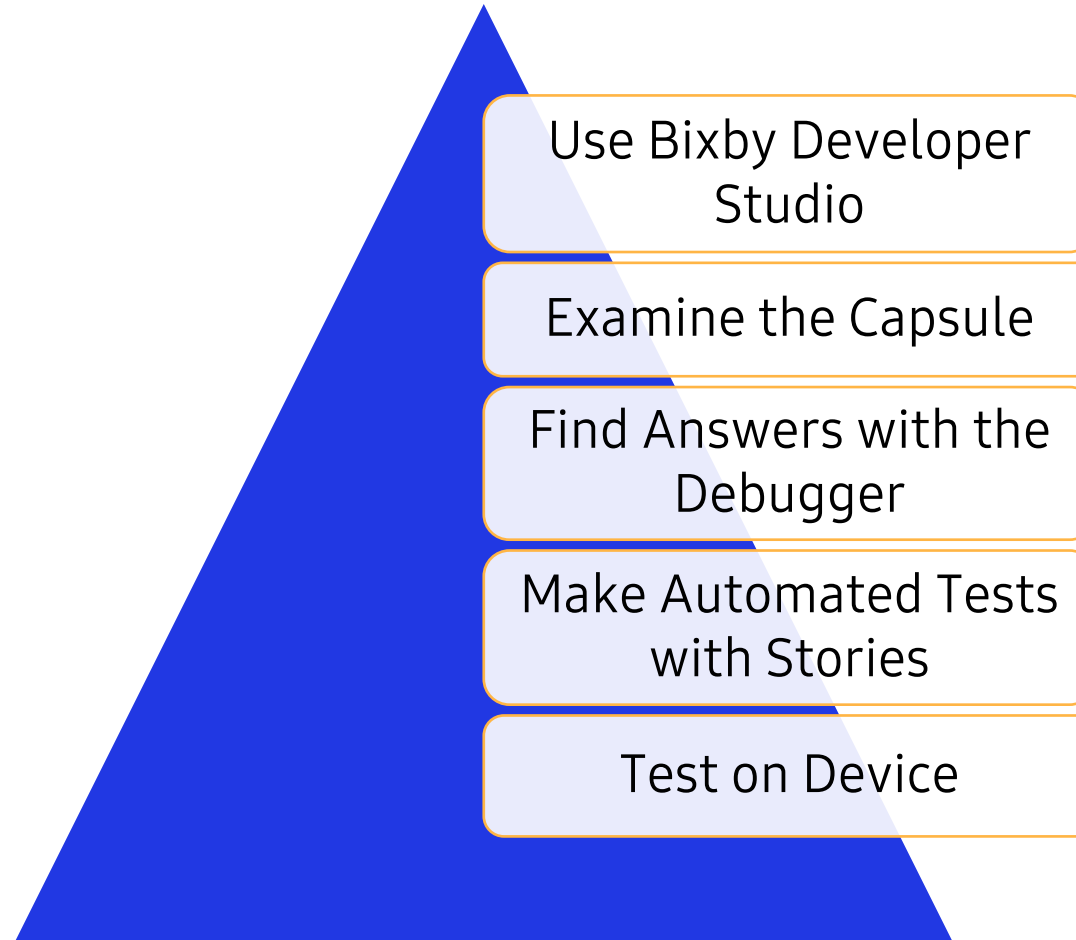 Use Bixby Developer
Studio
Examine the Capsule
Find Answers with the
Debugger
Make Automated Tests
with Stories
Test on Device